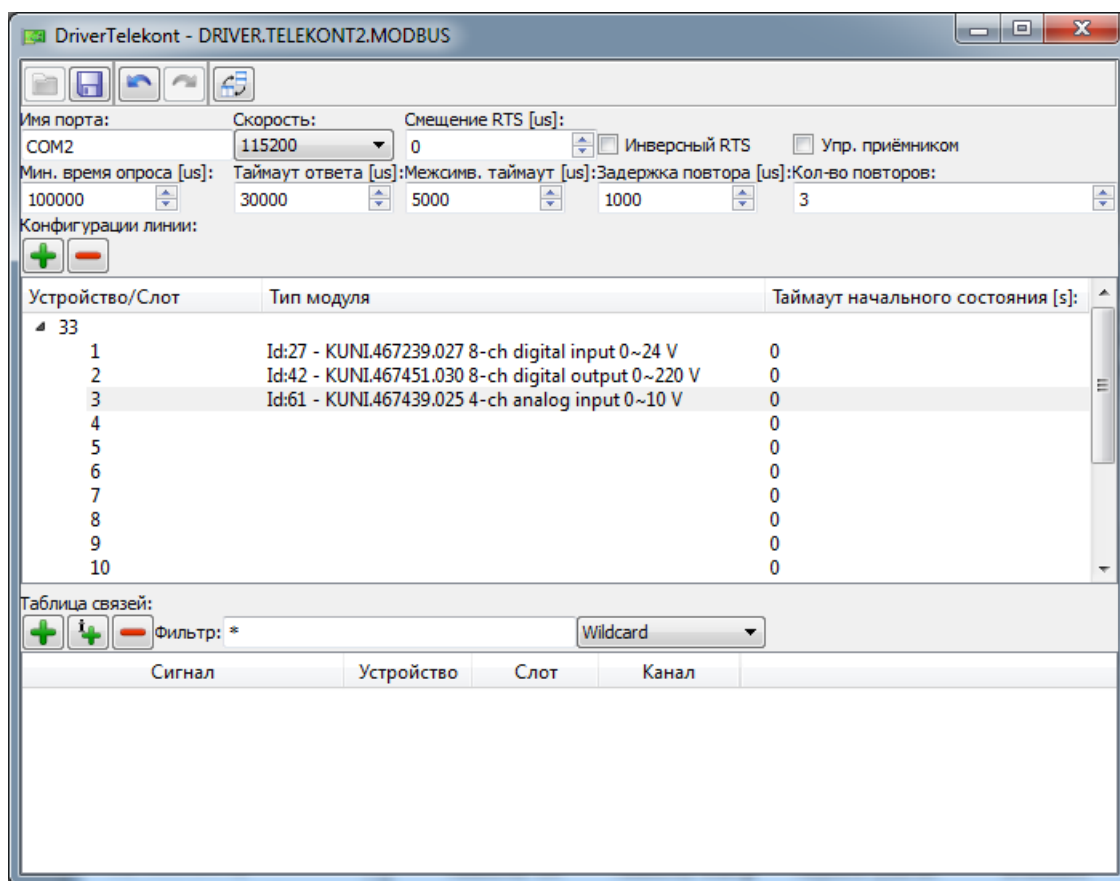 DriverTelekont - DRIVER.TELEKONT2.MODBUS
Имя порта: Скорость: Смещение RTS [us]:
COM2 115200 0 Инверсный RTS Упр. приёмником
Мин. время опроса [us]: Таймаут ответа [us]: Межсимв. таймаут [us]: Задержка повтора [us]: Кол-во повторов:
100000 30000 5000 1000 3
Конфигурации линии:
Устройство/Слот Тип модуля Таймаут начального состояния [s]:
33
1 Id:27 - KUNI.467239.027 8-ch digital input 0~24 V 0
2 Id:42 - KUNI.467451.030 8-ch digital output 0~220 V 0
3 Id:61 - KUNI.467439.025 4-ch analog input 0~10 V 0
4 0
5 0
6 0
7 0
8 0
9 0
10 0
Таблица связей:
Фильтр: * Wildcard
Сигнал Устройство Слот Канал